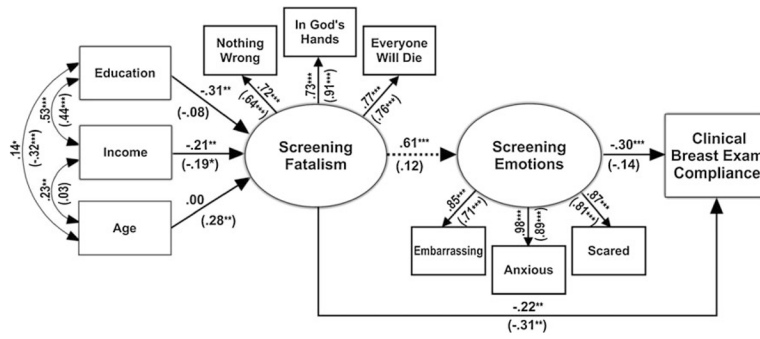 In God's
Hands
Nothing
Wrong
Everyone
Will Die
Education
Income
Age
.53***
(.44***)
.14*
(-.32***)
.23**
(.03)
-.31**
(-.08)
-.21**
(-.19*)
.00
(.28**)
.72***
(.64***)
.73***
(.91***)
.77***
(.76***)
Screening
Fatalism
.61***
(.12)
Screening
Emotions
-.30***
(-.14)
Clinical
Breast Exam
Compliance
.85***
(.71***)
.98***
(.89**)
.87***
(.81***)
Embarrassing
Anxious
Scared
-.22**
(-.31**)